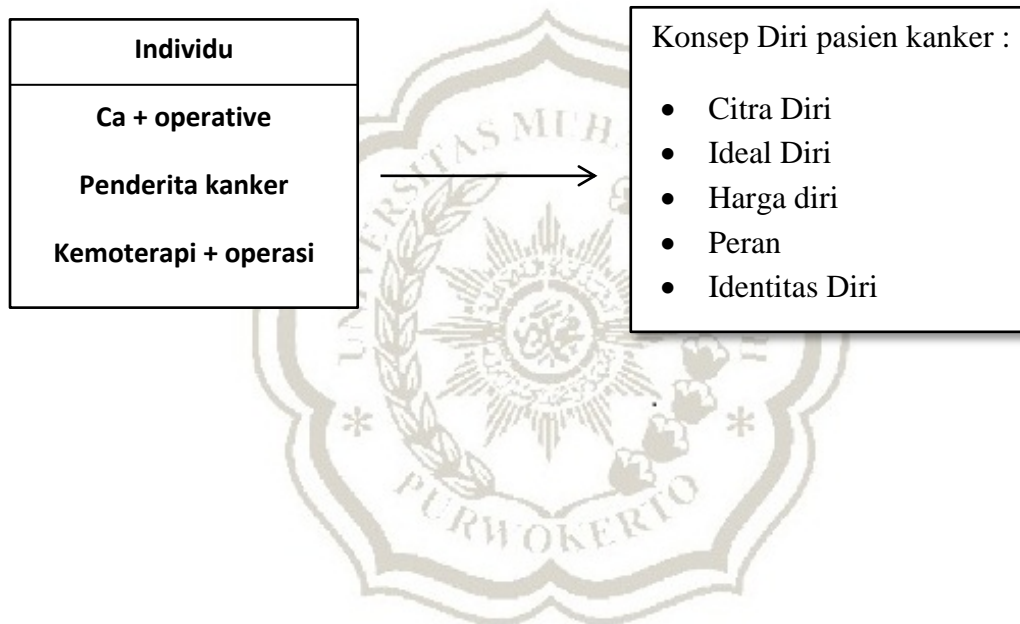 Individu
Ca + operative
Penderita kanker
Kemoterapi + operasi
Konsep Diri pasien kanker :
• Citra Diri
• Ideal Diri
• Harga diri
• Peran
• Identitas Diri
PURWOKERTO